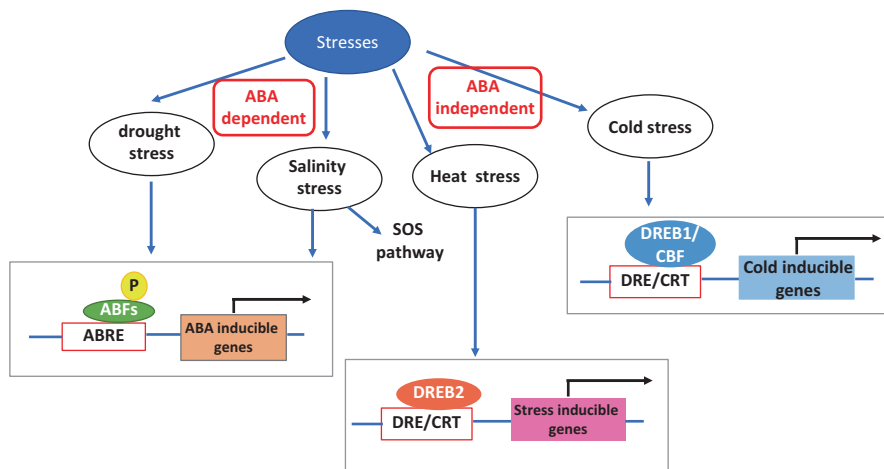 Stresses
ABA
dependent
ABA
independent
drought
stress
Salinity
stress
Heat stress
Cold stress
SOS
pathway
DREB1/
CBF
DRE/CRT
Cold inducible
genes
P
ABFs
ABRE
ABA inducible
genes
DREB2
DRE/CRT
Stress inducible
genes